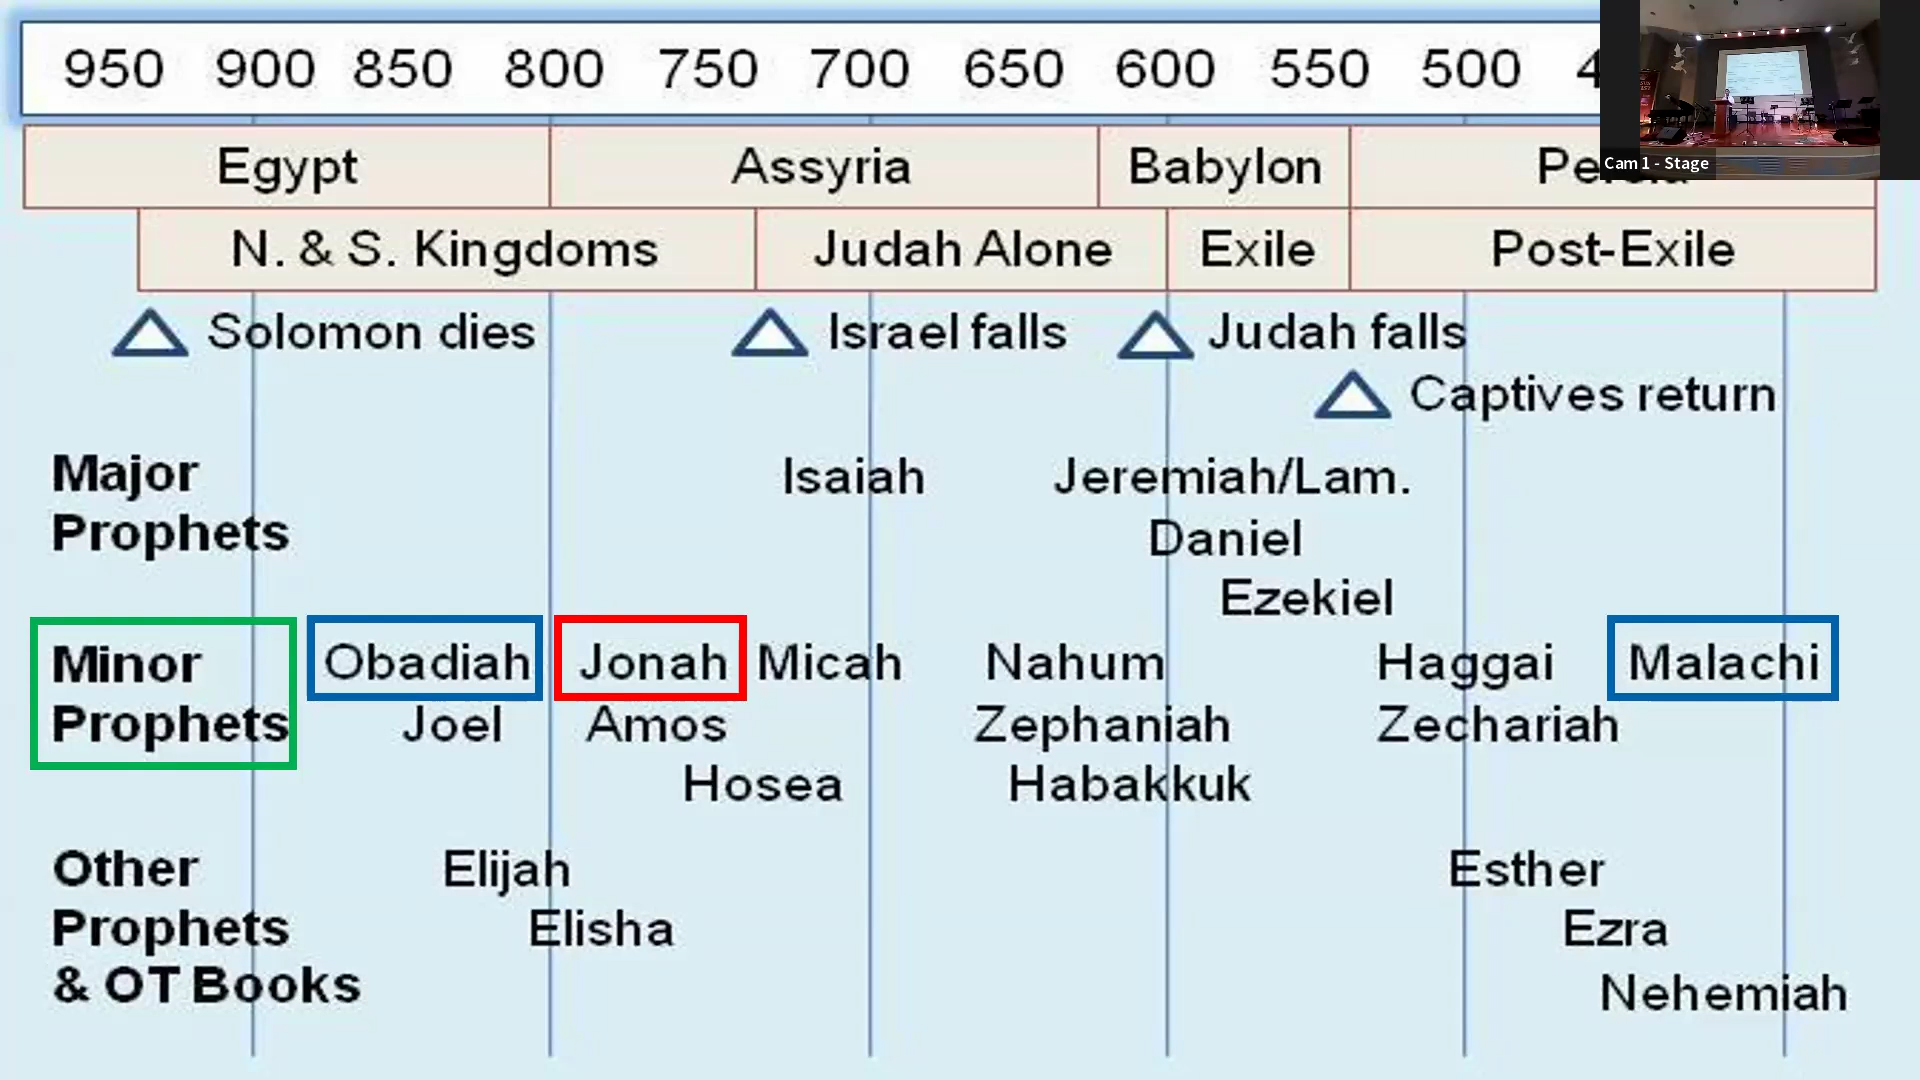 950 900 850 800 750 700 650 600 550 500 4
Cam 1 - Stage
Egypt Assyria Babylon
N. & S. Kingdoms Judah Alone Exile Post-Exile
Solomon dies Israel falls Judah falls
Captives return
Major Isaiah Jeremiah/Lam.
Prophets Daniel
Ezekiel
Minor Obadiah Jonah Micah Nahum Haggai Malachi
Prophets Joel Amos Zephaniah Zechariah
Hosea Habakkuk
Other Elijah Esther
Prophets Elisha Ezra
& OT Books Nehemiah